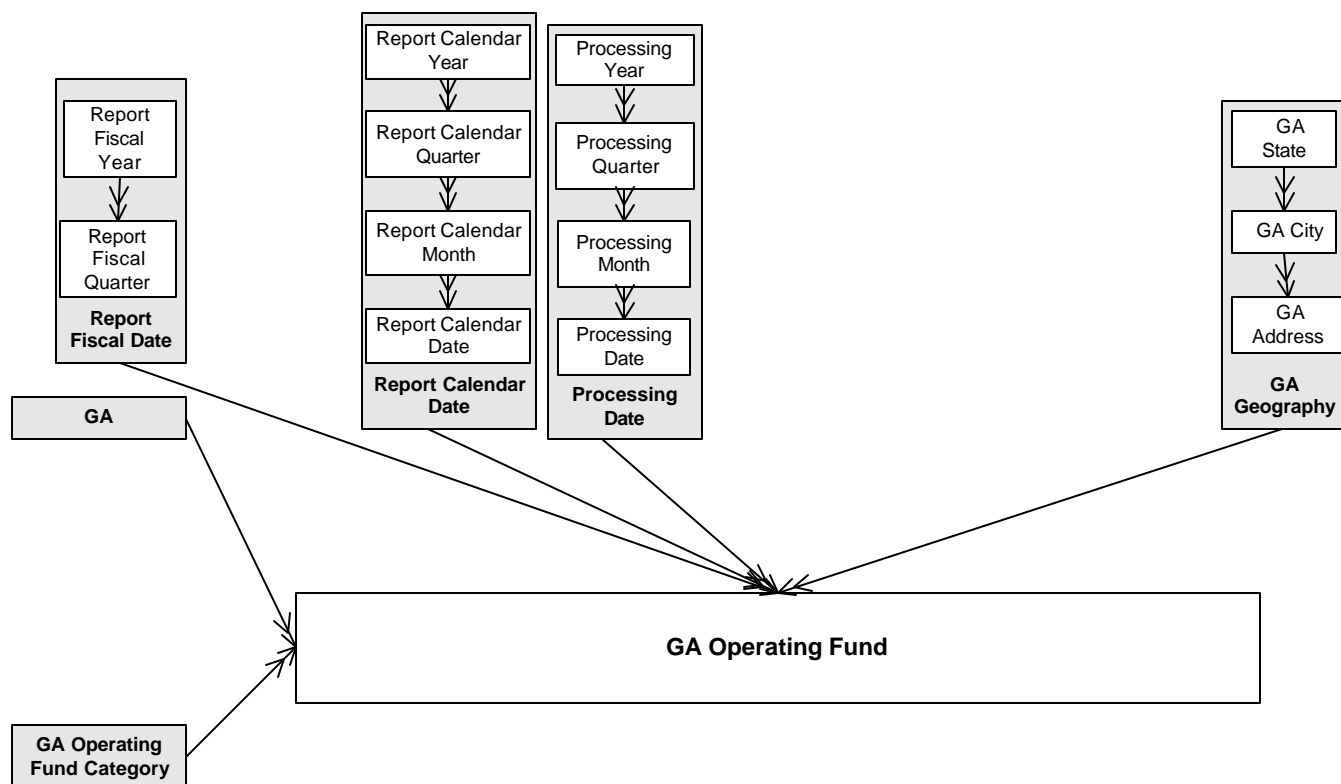 Report
Fiscal
Year
Report
Fiscal
Quarter
Report
Fiscal Date
Report Calendar
Year
Report Calendar
Quarter
Report Calendar
Month
Report Calendar
Date
Report Calendar
Date
Processing
Year
Processing
Quarter
Processing
Month
Processing
Date
Processing
Date
GA
State
GA City
GA
Address
GA
Geography
GA
GA Operating Fund
GA Operating
Fund Category